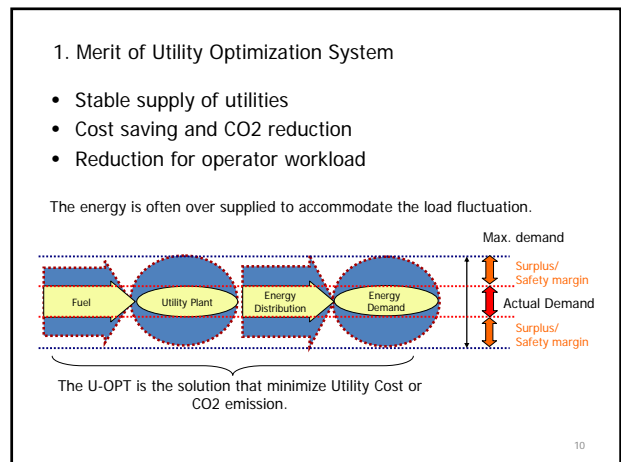 1. Merit of Utility Optimization System
• Stable supply of utilities
• Cost saving and CO2 reduction
• Reduction for operator workload
The energy is often over supplied to accommodate the load fluctuation.
Max. demand
Surplus/
Safety margin
Fuel
Utility Plant
Energy
Distribution
Energy
Demand
Actual Demand
Surplus/
Safety margin
The U-OPT is the solution that minimize Utility Cost or
CO2 emission.
10